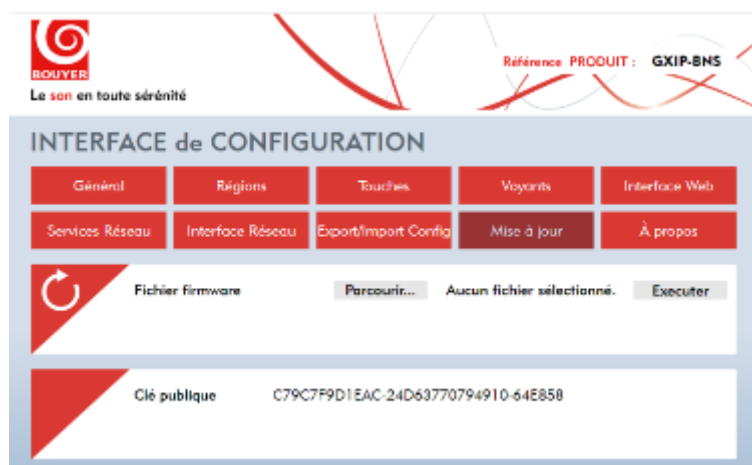 BOUYER
Le son en toute sérénité
Référence PRODUIT : GXIP-BNS
INTERFACE de CONFIGURATION
Général Régions Touches Voyants Interface Web
Services Réseau Interface Réseau Export/Import Config Mise à jour À propos
Fichier firmware Parcourir... Aucun fichier sélectionné. Executer
Clé publique C79C7F9D1EAC-24D63770794910-64E858